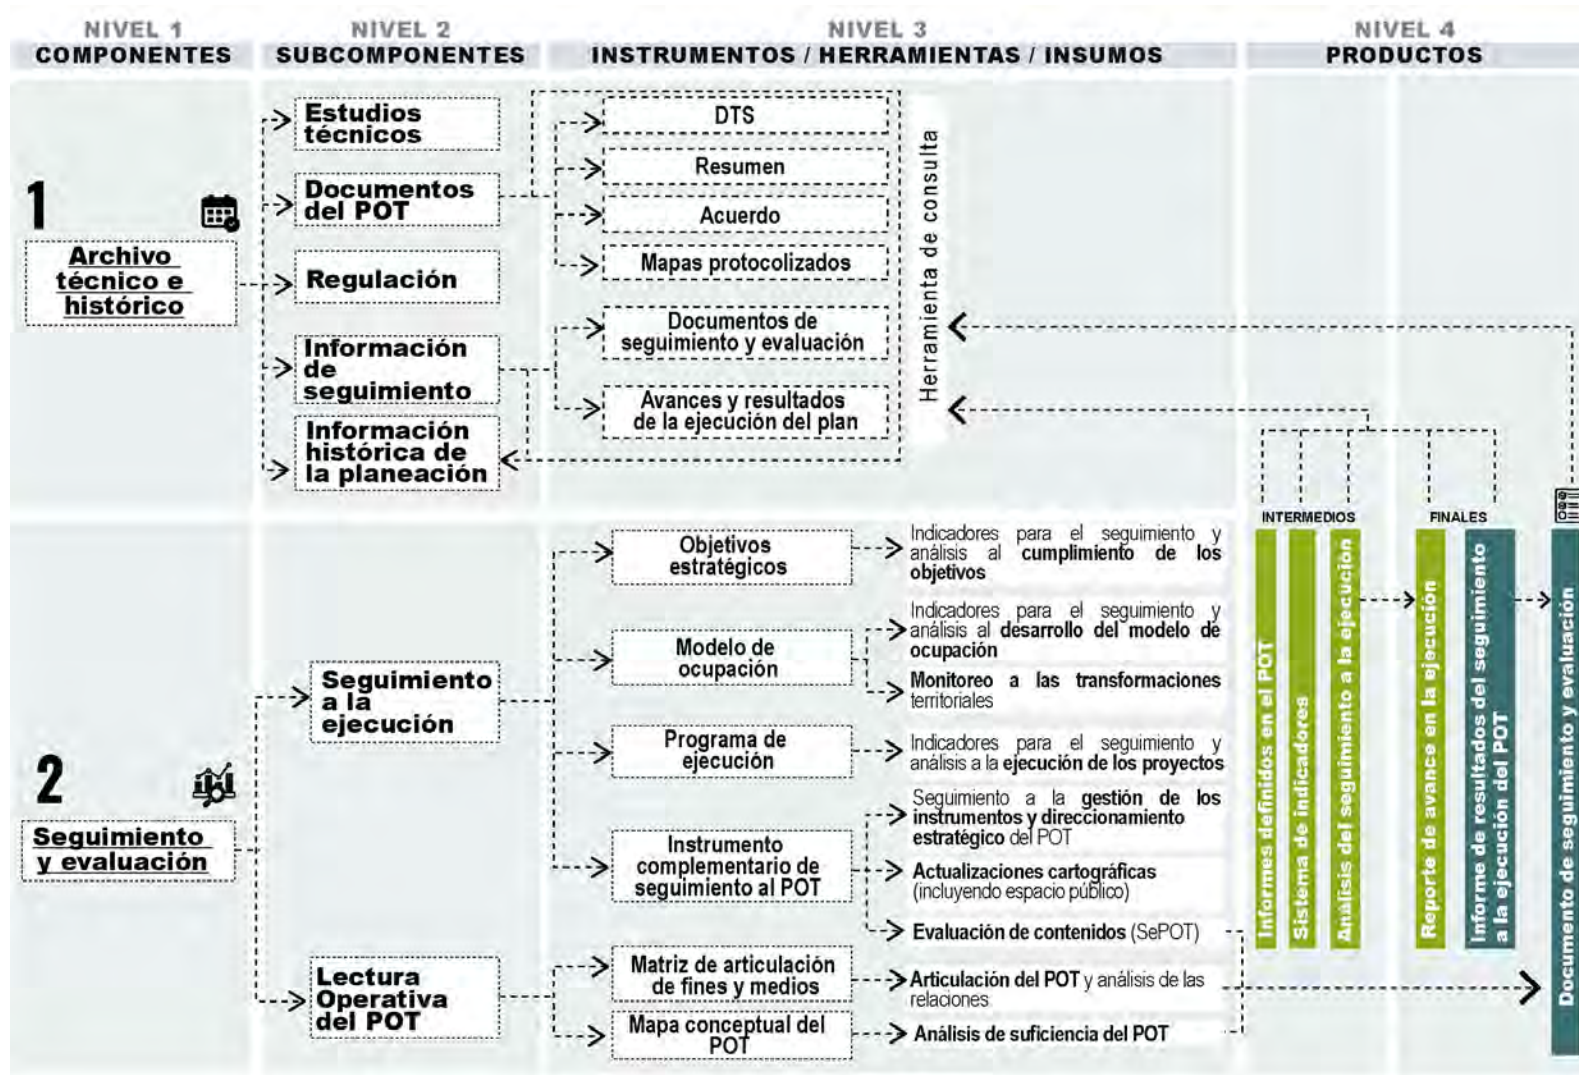 NIVEL 1
COMPONENTES
NIVEL 2
SUBCOMPONENTES
NIVEL 3
INSTRUMENTOS / HERRAMIENTAS / INSUMOS
NIVEL 4
PRODUCTOS
1
Archivo
técnico e
histórico
Estudios
técnicos
Documentos
del POT
Regulación
Información
de
seguimiento
Información
histórica de
la planeación
DTS
Resumen
Acuerdo
Mapas protocolizados
Documentos de
seguimiento y evaluación
Avances y resultados
de la ejecución del plan
Herramienta de consulta
2
Seguimiento
y evaluación
Seguimiento
a la
ejecución
Lectura
Operativa
del POT
Objetivos
estratégicos
Modelo de
ocupación
Programa de
ejecución
Instrumento
complementario de
seguimiento al POT
Matriz de articulación
de fines y medios
Mapa conceptual del
POT
Indicadores para el seguimiento y
análisis al cumplimiento de los
objetivos
Indicadores para el seguimiento y
análisis al desarrollo del modelo de
ocupación
Monitoreo a las transformaciones
territoriales
Indicadores para el seguimiento y
análisis a la ejecución de los proyectos
Seguimiento a la gestión de los
instrumentos y direccionamiento
estratégico del POT
Actualizaciones cartográficas
(incluyendo espacio público)
Evaluación de contenidos (SePOT)
Articulación del POT y análisis de las
relaciones
Análisis de suficiencia del POT
INTERMEDIOS
FINALES
Informes definidos en el POT
Sistema de indicadores
Análisis del seguimiento a la ejecución
Reporte de avance en la ejecución
Informe de resultados del seguimiento
a la ejecución del POT
Documento de seguimiento y evaluación